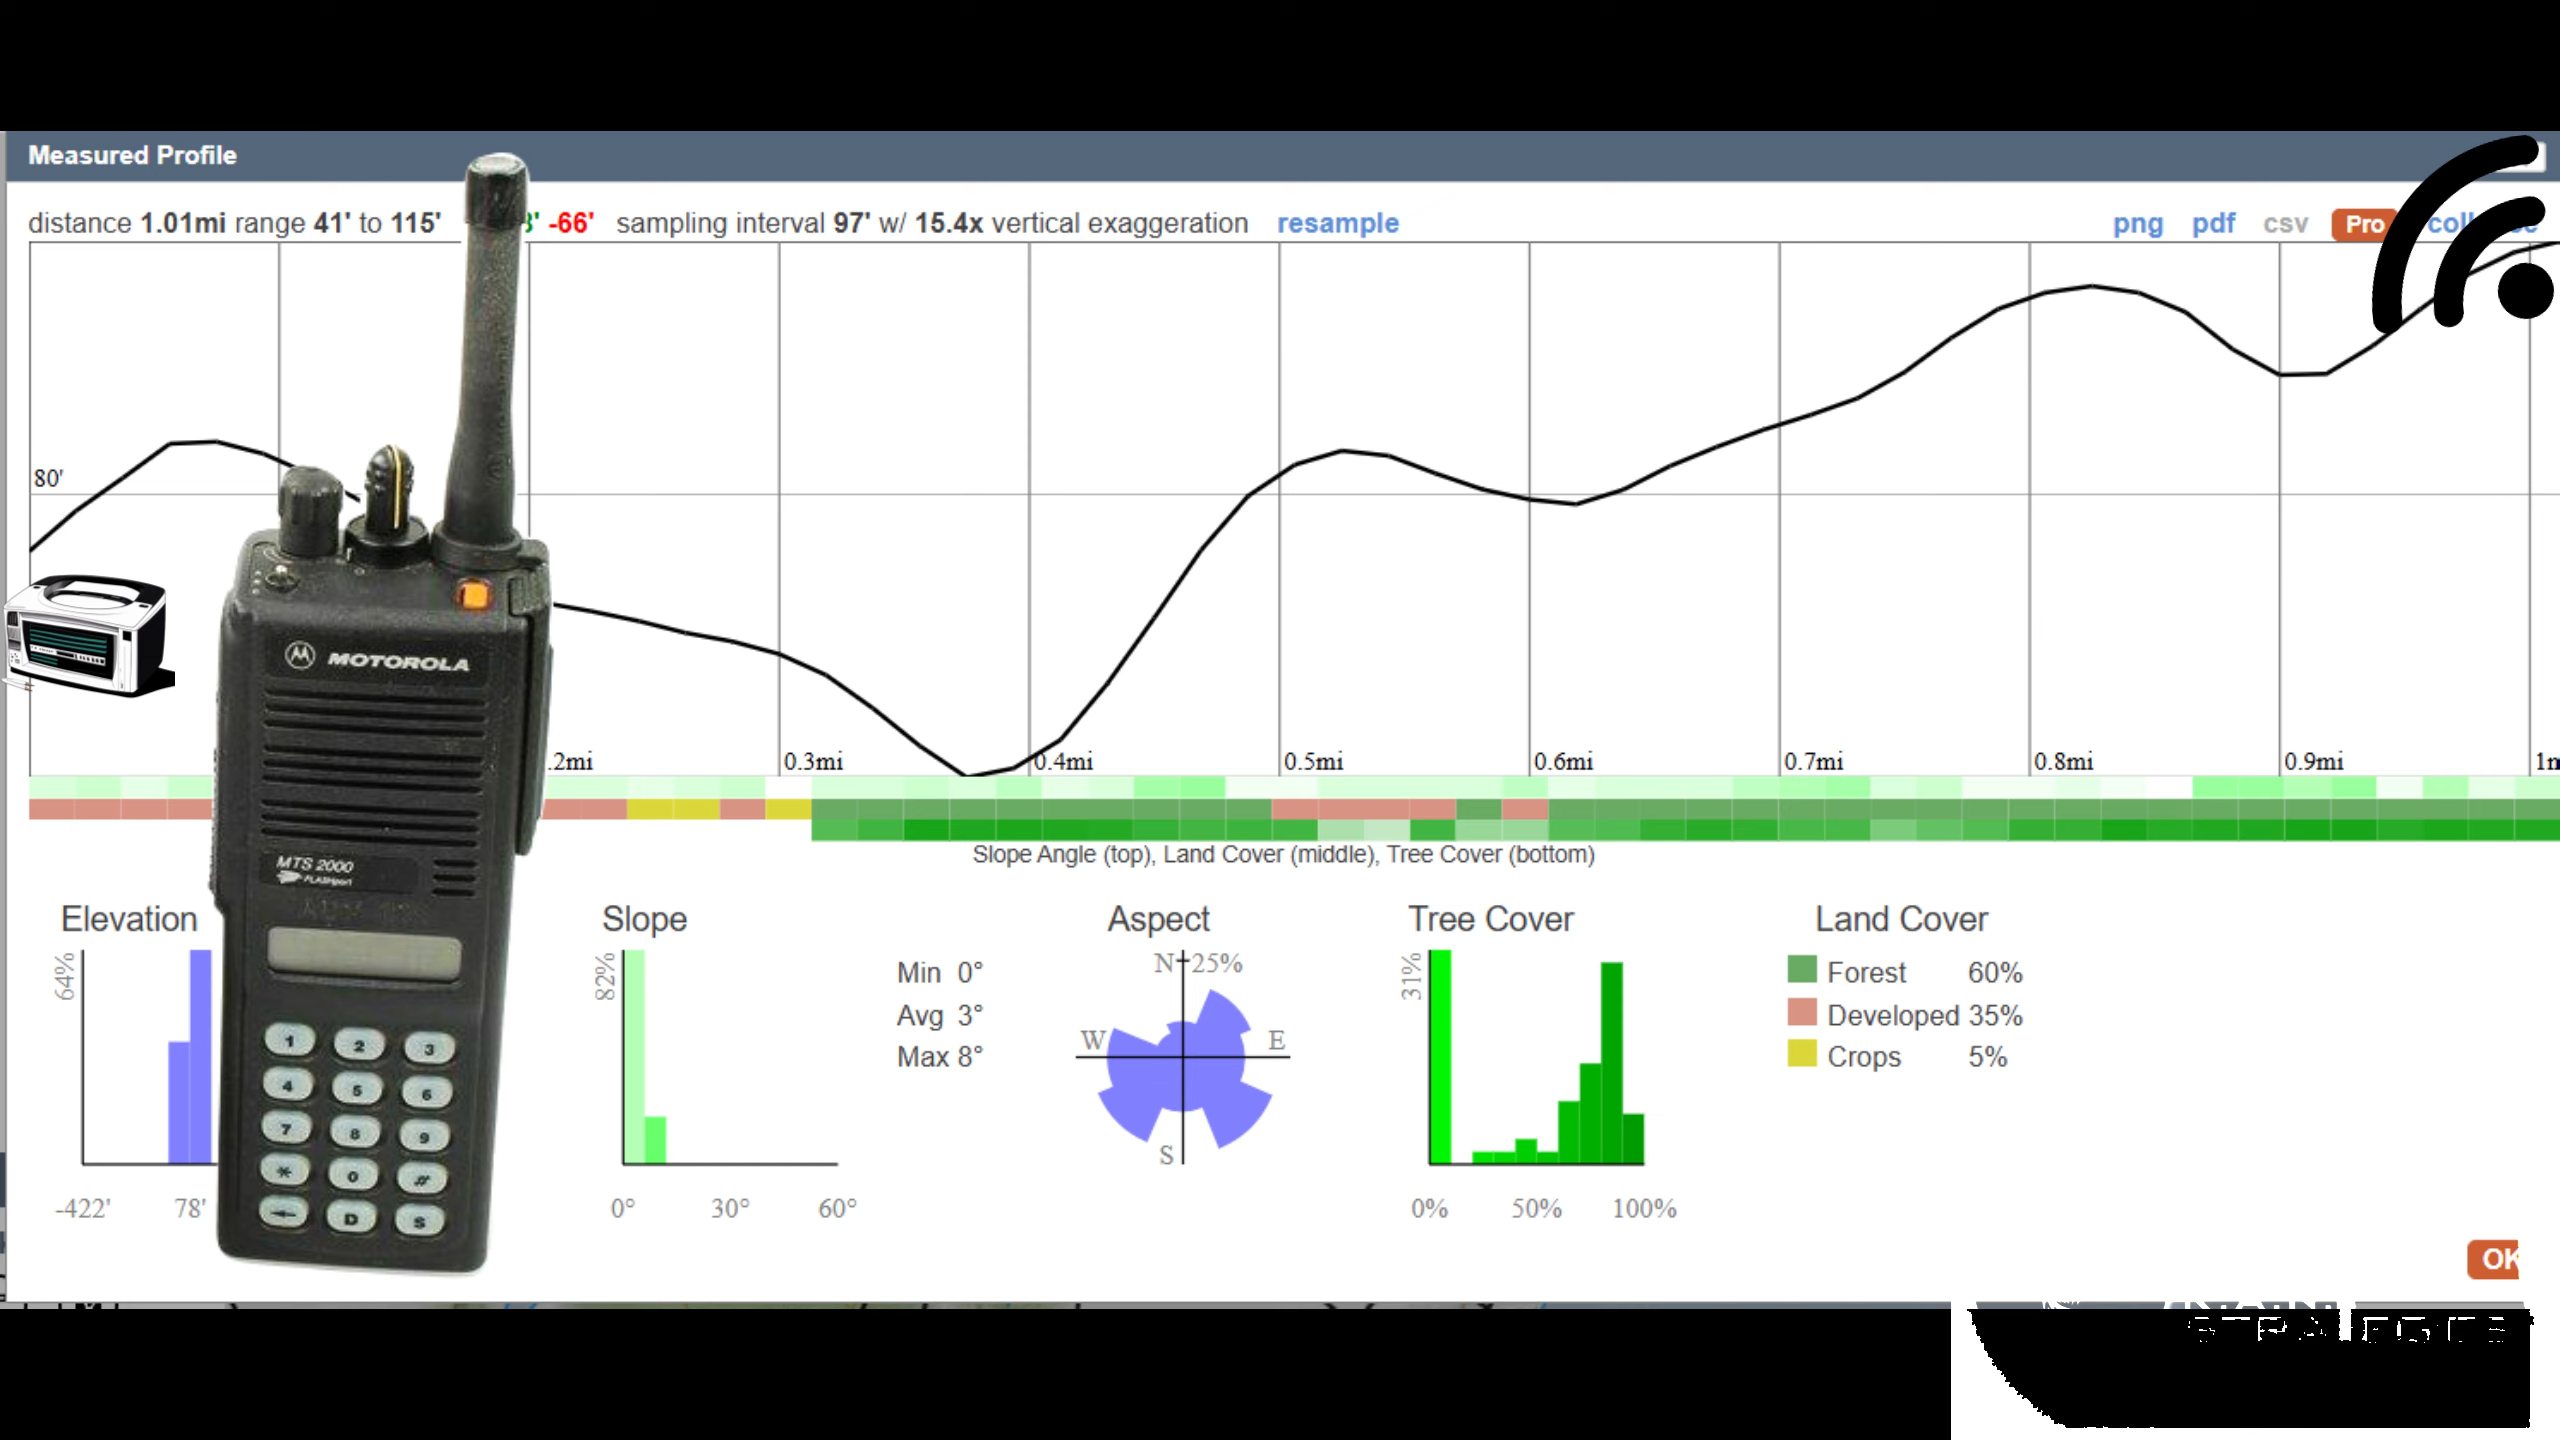 Measured Profile
distance 1.01mi range 41' to 115' -66' sampling interval 97' w/ 15.4x vertical exaggeration resample png pdf csv Pro
80'
MOTOROLA
.2mi 0.3mi 0.4mi 0.5mi 0.6mi 0.7mi 0.8mi 0.9mi
Slope Angle (top), Land Cover (middle), Tree Cover (bottom)
MTS 2000
FLASHport
Elevation
64%
-422' 78'
1 2 3
4 5 6
7 8 9
* 0 #
D S
Slope
82%
0° 30° 60°
Min 0°
Avg 3°
Max 8°
Aspect
N 25%
W E
S
Tree Cover
31%
0% 50% 100%
Land Cover
Forest 60%
Developed 35%
Crops 5%
OK